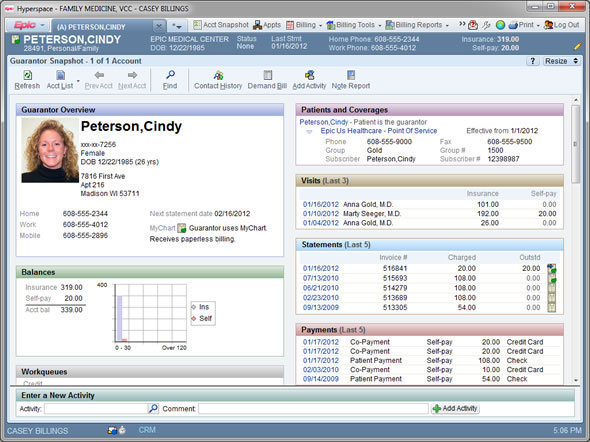 Hyperspace - FAMILY MEDICINE, VCC - CASEY BILLINGS
Epic (A) PETERSON,CINDY Acct Snapshot Appts Billing Billing Tools Billing Reports Print Log Out
PETERSON,CINDY
28491, Personal/Family
EPIC MEDICAL CENTER
DOB: 12/22/1985
Status
None
Last Stmt
01/16/2012
Home Phone: 608-555-2344
Work Phone: 608-555-4012
Insurance: 319.00
Self-pay: 20.00
Guarantor Snapshot - 1 of 1 Account ? Resize
Refresh Acct List Prev Acct Next Acct Find Contact History Demand Bill Add Activity Note Report
Guarantor Overview
Peterson,Cindy
xxx-xx-7256
Female
DOB 12/22/1985 (26 yrs)
7816 First Ave
Apt 216
Madison WI 53711
Home 608-555-2344 Next statement date 02/16/2012
Work 608-555-4012 MyChart Guarantor uses MyChart.
Mobile 608-555-2896 Receives paperless billing.
Balances
Insurance 319.00
Self-pay 20.00
Acct bal 339.00
400
0 - 30 Over 120
Ins
Self
Workqueues
Credit
Patients and Coverages
Peterson,Cindy - Patient is the guarantor
Epic Us Healthcare - Point Of Service Effective from 1/1/2012
Phone 608-555-9000 Fax 608-555-9500
Group Gold Group # 1500
Subscriber Peterson,Cindy Subscriber # 12398987
Visits (Last 3)
Insurance Self-pay
01/16/2012 Anna Gold, M.D. 101.00 0.00
01/10/2012 Marty Seeger, M.D. 192.00 20.00
01/04/2012 Anna Gold, M.D. 26.00 0.00
Statements (Last 5)
Invoice # Charged Outstd
01/16/2012 516841 20.00 20.00
07/13/2010 515693 108.00 0.00
06/21/2010 514279 108.00 0.00
02/23/2010 513689 108.00 0.00
09/13/2009 513305 54.00 0.00
Payments (Last 5)
01/17/2012 Co-Payment Self-pay 20.00 Credit Card
01/17/2012 Co-Payment Self-pay 20.00 Credit Card
01/17/2012 Patient Payment Self-pay 108.00 Check
02/03/2010 Co-Payment Self-pay 10.00 Credit Card
09/14/2009 Patient Payment Self-pay 54.00 Check
Enter a New Activity
Activity: Comment: Add Activity
CASEY BILLINGS CRM 5:06 PM